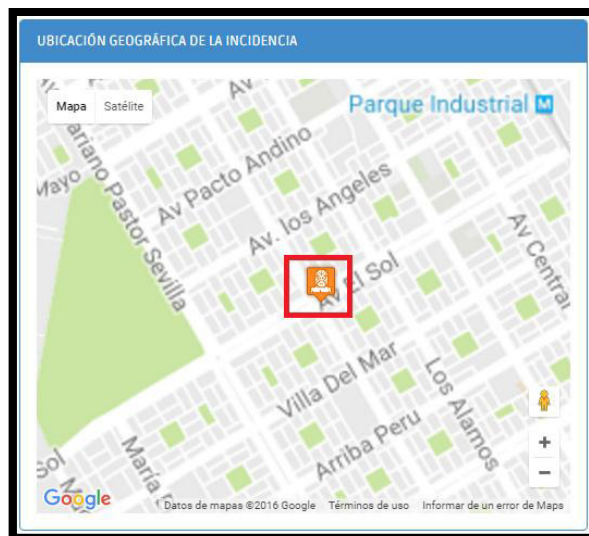 UBICACIÓN GEOGRÁFICA DE LA INCIDENCIA
Mapa Satélite
Av
Parque Industrial M
Mariano Pastor Sevilla
Mayo
Av Pacto Andino
Av. los Angeles
Av Central
Av El Sol
Villa Del Mar
Los Alamos
Arriba Peru
Sol
María
+
−
Google
Datos de mapas ©2016 Google Términos de uso Informar de un error de Maps